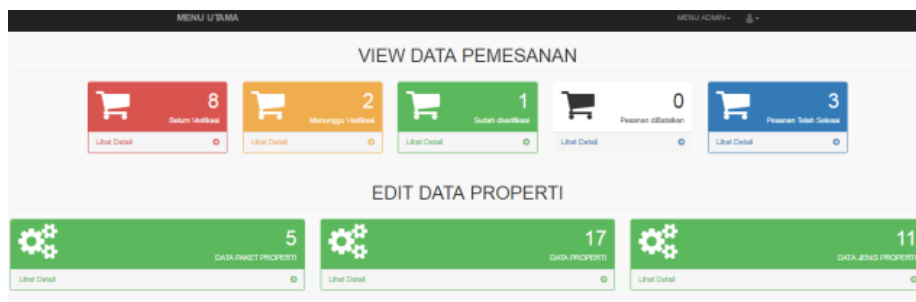 MENU UTAMA MENU ADMIN
VIEW DATA PEMESANAN
8 2 1 0 3
Belum Verifikasi Menunggu Verifikasi Sudah diverifikasi Pesanan diBatalkan Pesanan Telah Selesai
Lihat Detail Lihat Detail Lihat Detail Lihat Detail Lihat Detail
EDIT DATA PROPERTI
5 17 11
DATA PAKET PROPERTI DATA PROPERTI DATA JENIS PROPERTI
Lihat Detail Lihat Detail Lihat Detail